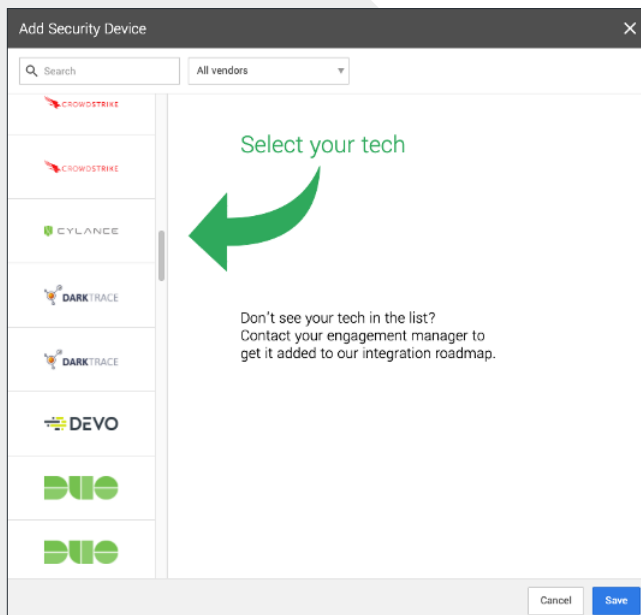 Add Security Device
Search
All vendors
CROWDSTRIKE
CROWDSTRIKE
CYLANCE
DARKTRACE
DARKTRACE
DEVO
DUO
DUO
Select your tech
Don't see your tech in the list?
Contact your engagement manager to
get it added to our integration roadmap.
Cancel
Save